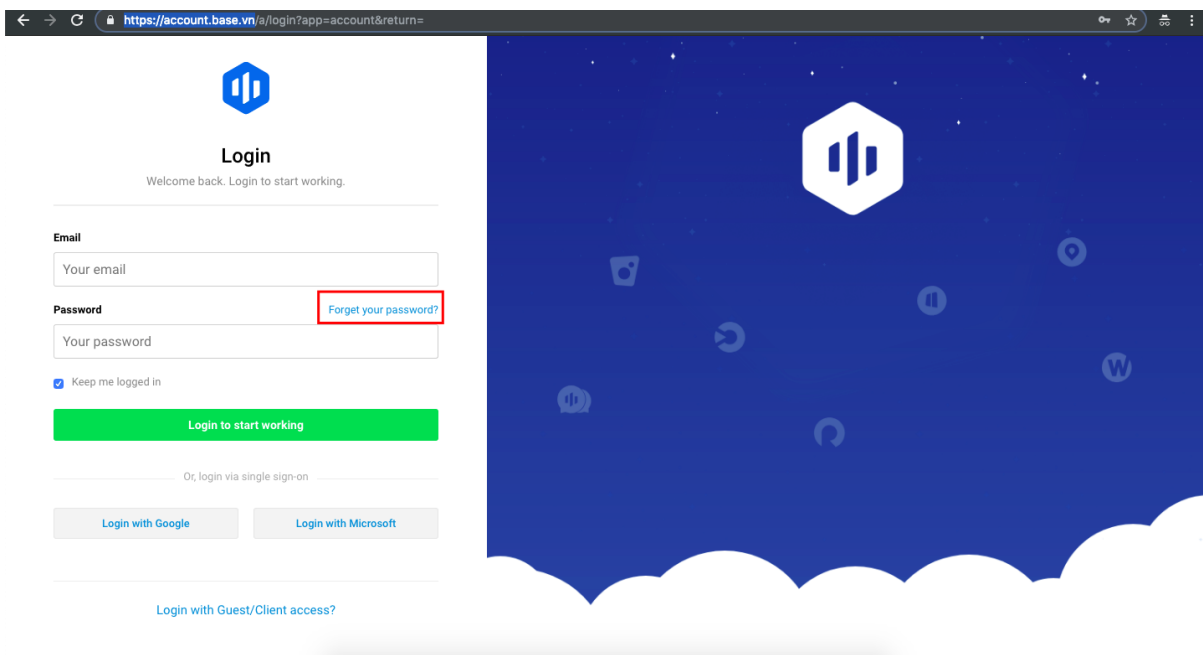 https://account.base.vn/a/login?app=account&return=
Login
Welcome back. Login to start working.
Email
Your email
Password
Forget your password?
Your password
Keep me logged in
Login to start working
Or, login via single sign-on
Login with Google
Login with Microsoft
Login with Guest/Client access?
W